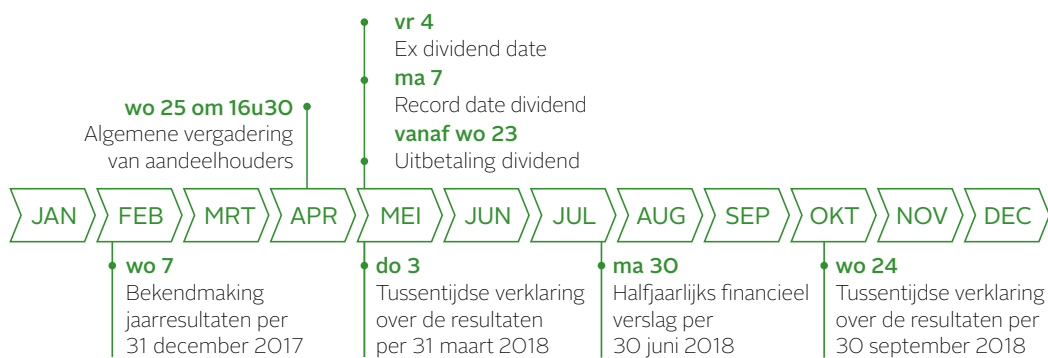 vr 4
Ex dividend date
ma 7
Record date dividend
vanaf wo 23
Uitbetaling dividend
wo 25 om 16u30
Algemene vergadering
van aandeelhouders
JAN FEB MRT APR MEI JUN JUL AUG SEP OKT NOV DEC
wo 7
Bekendmaking
jaarresultaten per
31 december 2017
do 3
Tussentijdse verklaring
over de resultaten
per 31 maart 2018
ma 30
Halfjaarlijks financieel
verslag per
30 juni 2018
wo 24
Tussentijdse verklaring
over de resultaten per
30 september 2018